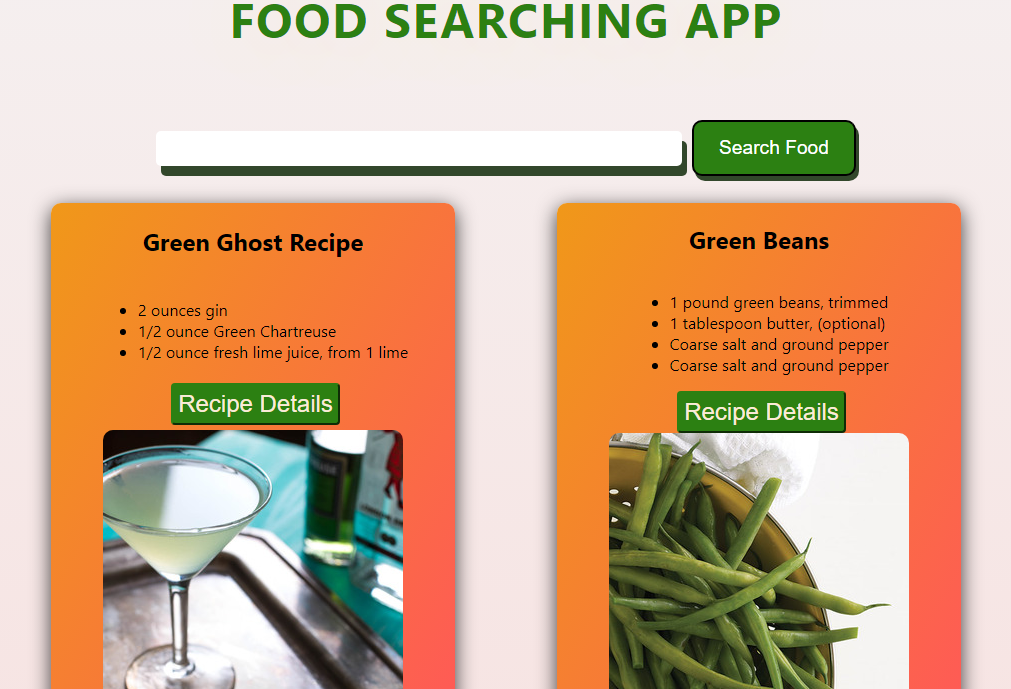 FOOD SEARCHING APP
Search Food
Green Ghost Recipe
2 ounces gin
1/2 ounce Green Chartreuse
1/2 ounce fresh lime juice, from 1 lime
Recipe Details
Green Beans
1 pound green beans, trimmed
1 tablespoon butter, (optional)
Coarse salt and ground pepper
Coarse salt and ground pepper
Recipe Details